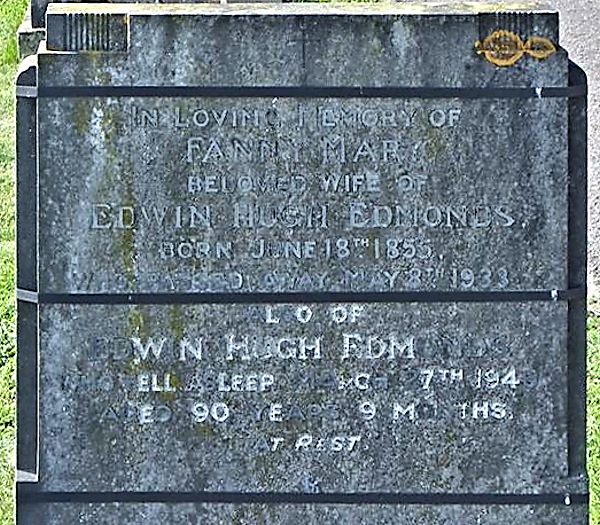 IN LOVING MEMORY OF
FANNY MARY
BELOVED WIFE OF
EDWIN HUGH EDMONDS.
BORN JUNE 18TH 1855,
WHO PASSED AWAY MAY 8TH 1933.
ALSO OF
EDWIN HUGH EDMONDS
WHO FELL ASLEEP MARCH 7TH 194
AGED 90 YEARS 9 MONTHS.
AT REST.